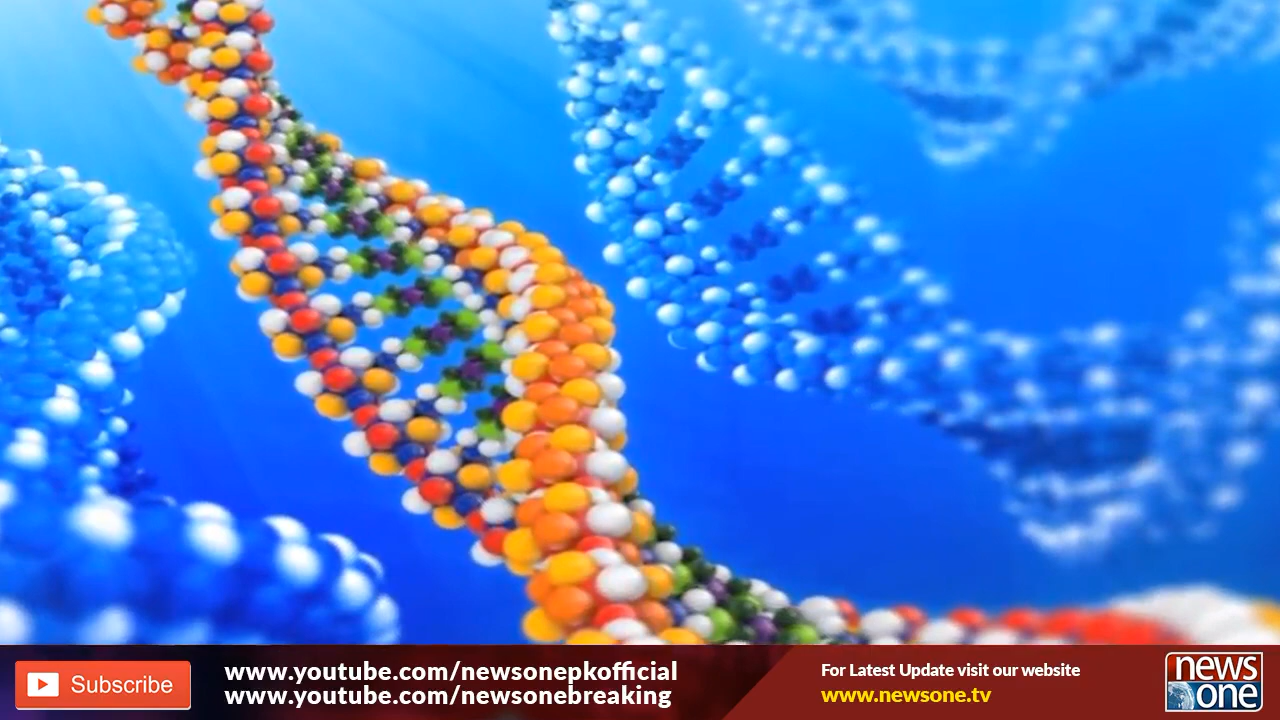 Subscribe
www.youtube.com/newsonepkofficial
www.youtube.com/newsonebreaking
For Latest Update visit our website
www.newsone.tv
news
one